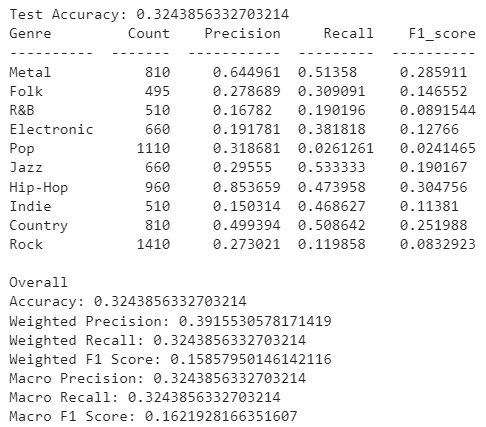 Test Accuracy: 0.3243856332703214
Genre Count Precision Recall F1_score
---------- ------- ----------- --------- ----------
Metal 810 0.644961 0.51358 0.285911
Folk 495 0.278689 0.309091 0.146552
R&B 510 0.16782 0.190196 0.0891544
Electronic 660 0.191781 0.381818 0.12766
Pop 1110 0.318681 0.0261261 0.0241465
Jazz 660 0.29555 0.533333 0.190167
Hip-Hop 960 0.853659 0.473958 0.304756
Indie 510 0.150314 0.468627 0.11381
Country 810 0.499394 0.508642 0.251988
Rock 1410 0.273021 0.119858 0.0832923
Overall
Accuracy: 0.3243856332703214
Weighted Precision: 0.3915530578171419
Weighted Recall: 0.3243856332703214
Weighted F1 Score: 0.15857950146142116
Macro Precision: 0.3243856332703214
Macro Recall: 0.3243856332703214
Macro F1 Score: 0.1621928166351607